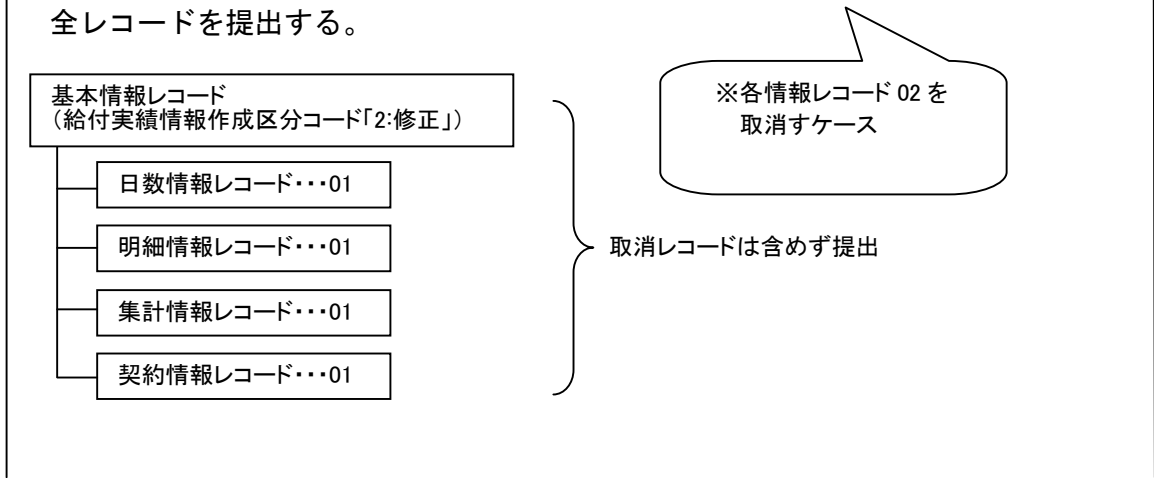 全レコードを提出する。
基本情報レコード
（給付実績情報作成区分コード「2:修正」）
※各情報レコード 02 を
取消すケース
日数情報レコード・・・01
明細情報レコード・・・01
取消レコードは含めず提出
集計情報レコード・・・01
契約情報レコード・・・01